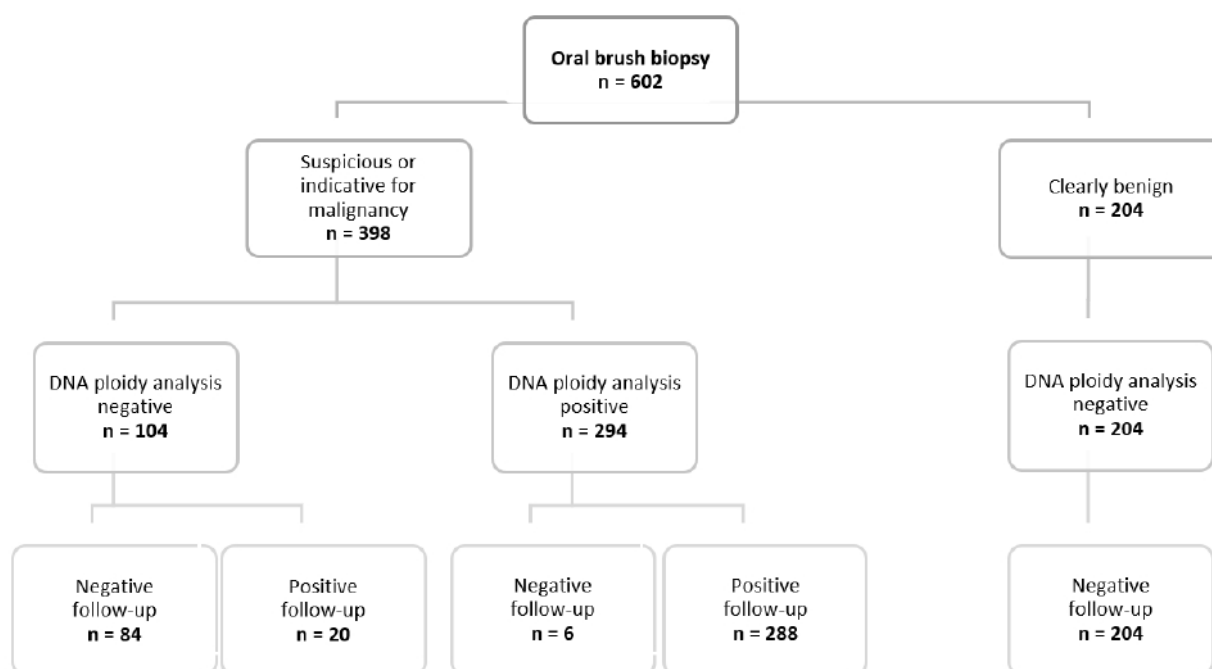 Oral brush biopsy
n = 602
Suspicious or
indicative for
malignancy
n = 398
Clearly benign
n = 204
DNA ploidy analysis
negative
n = 104
DNA ploidy analysis
positive
n = 294
DNA ploidy analysis
negative
n = 204
Negative
follow-up
n = 84
Positive
follow-up
n = 20
Negative
follow-up
n = 6
Positive
follow-up
n = 288
Negative
follow-up
n = 204